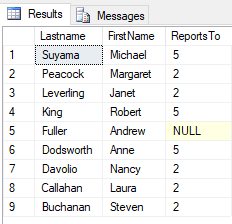 Results Messages
Lastname FirstName ReportsTo
1 Suyama Michael 5
2 Peacock Margaret 2
3 Leverling Janet 2
4 King Robert 5
5 Fuller Andrew NULL
6 Dodsworth Anne 5
7 Davolio Nancy 2
8 Callahan Laura 2
9 Buchanan Steven 2